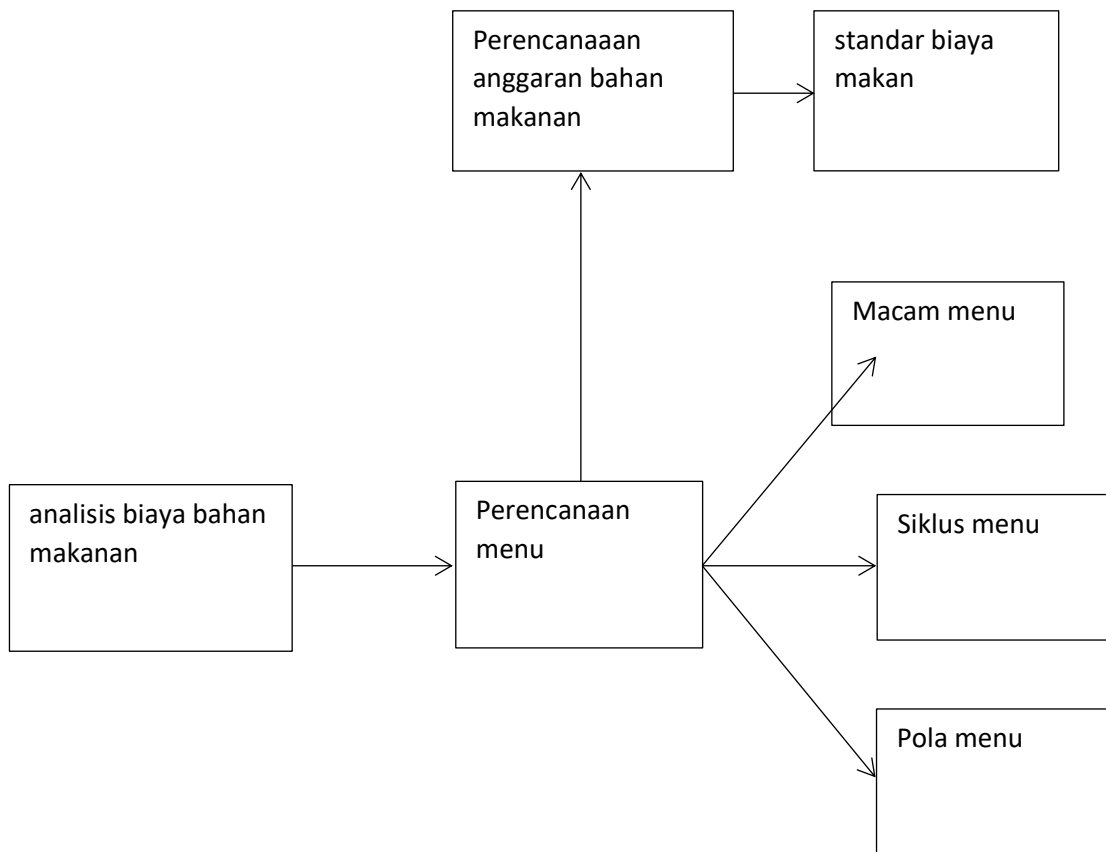 Perencanaaan
anggaran bahan
makanan
standar biaya
makan
Macam menu
analisis biaya bahan
makanan
Perencanaan
menu
Siklus menu
Pola menu